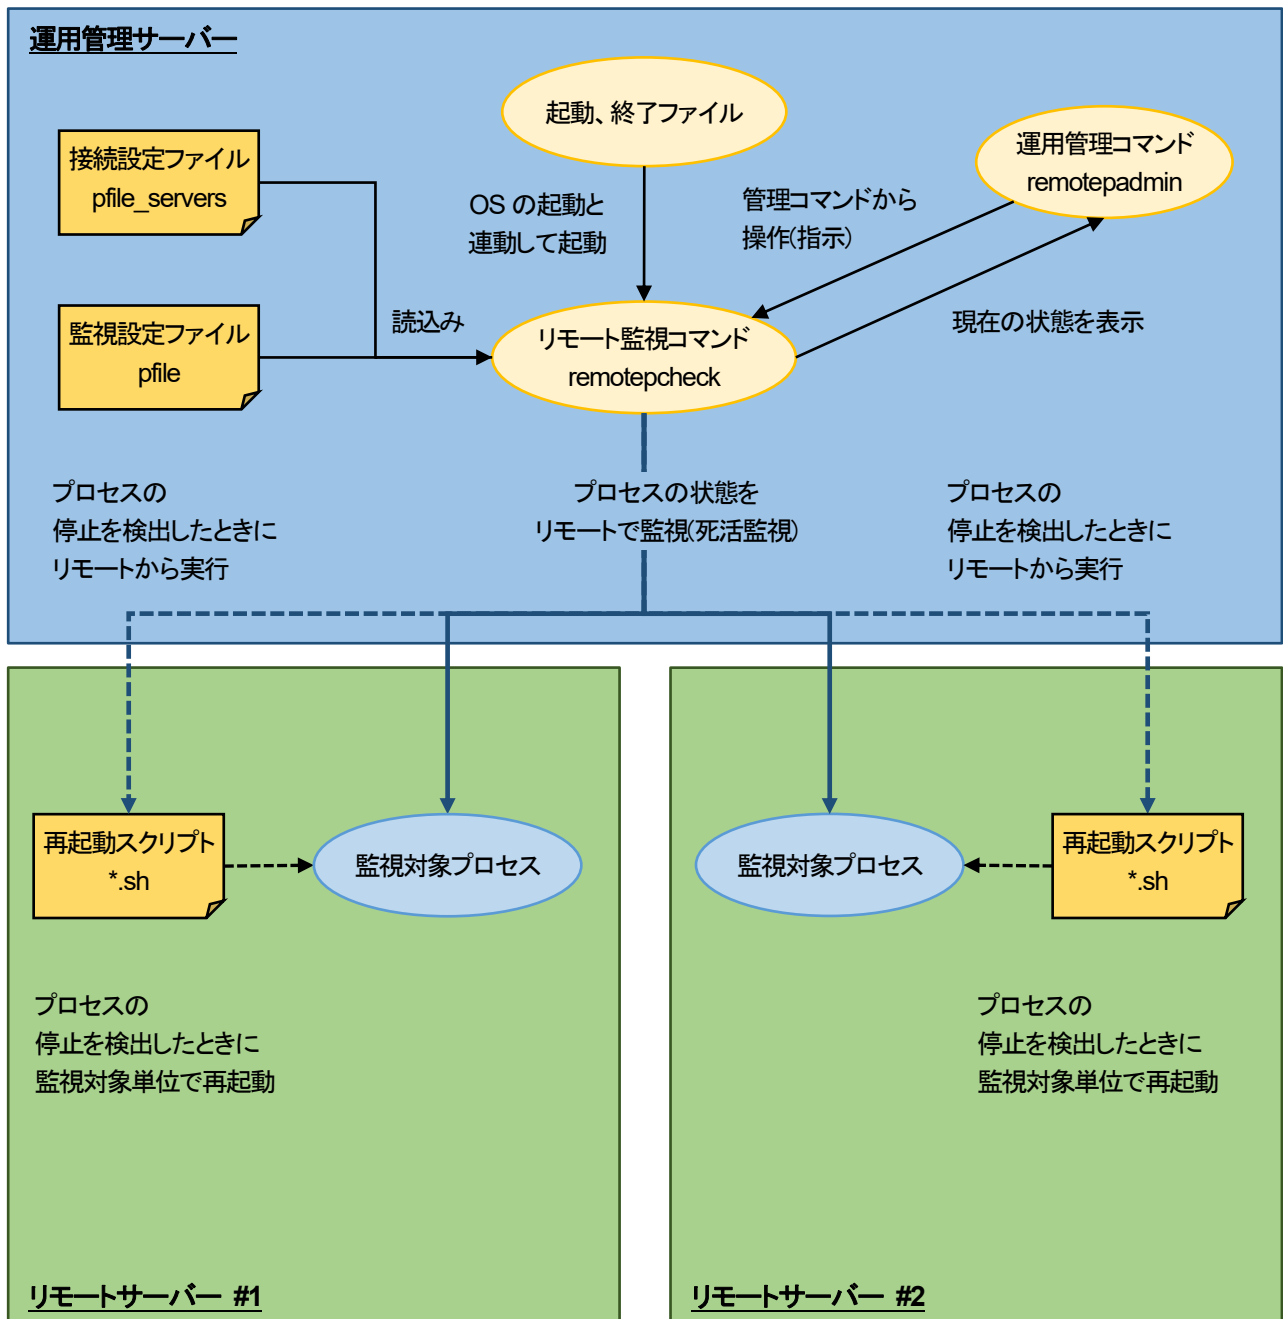 運用管理サーバー
起動、終了ファイル
接続設定ファイル
pfile_servers
運用管理コマンド
remotepadmin
OS の起動と
連動して起動
管理コマンドから
操作(指示)
監視設定ファイル
pfile
読込み
リモート監視コマンド
remotepcheck
現在の状態を表示
プロセスの
停止を検出したときに
リモートから実行
プロセスの状態を
リモートで監視(死活監視)
プロセスの
停止を検出したときに
リモートから実行
再起動スクリプト
*.sh
監視対象プロセス
監視対象プロセス
再起動スクリプト
*.sh
プロセスの
停止を検出したときに
監視対象単位で再起動
プロセスの
停止を検出したときに
監視対象単位で再起動
リモートサーバー #1
リモートサーバー #2